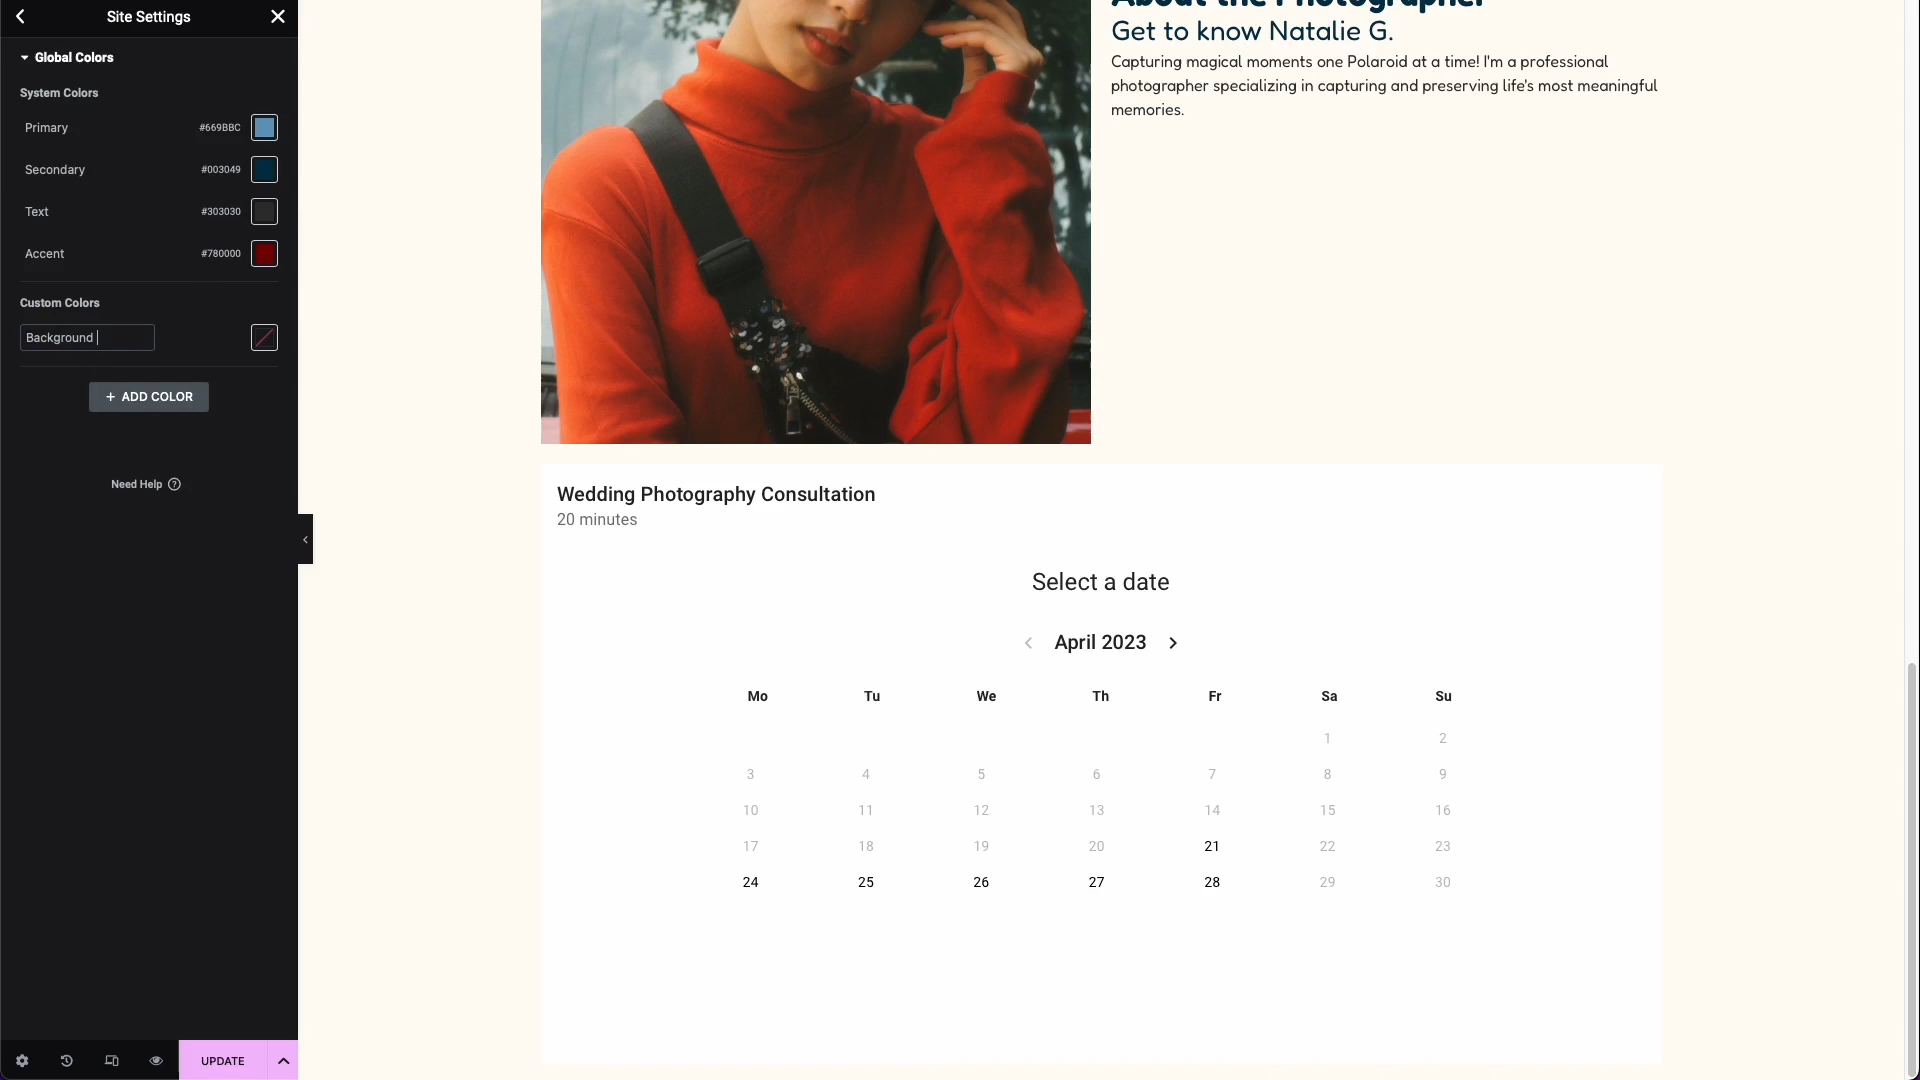 Site Settings
Global Colors
System Colors
Primary #669BBC
Secondary #003049
Text #303030
Accent #780000
Custom Colors
Background
+ ADD COLOR
Need Help ?
UPDATE
About the Photographer
Get to know Natalie G.
Capturing magical moments one Polaroid at a time! I'm a professional
photographer specializing in capturing and preserving life's most meaningful
memories.
Wedding Photography Consultation
20 minutes
Select a date
April 2023
Mo Tu We Th Fr Sa Su
1 2
3 4 5 6 7 8 9
10 11 12 13 14 15 16
17 18 19 20 21 22 23
24 25 26 27 28 29 30